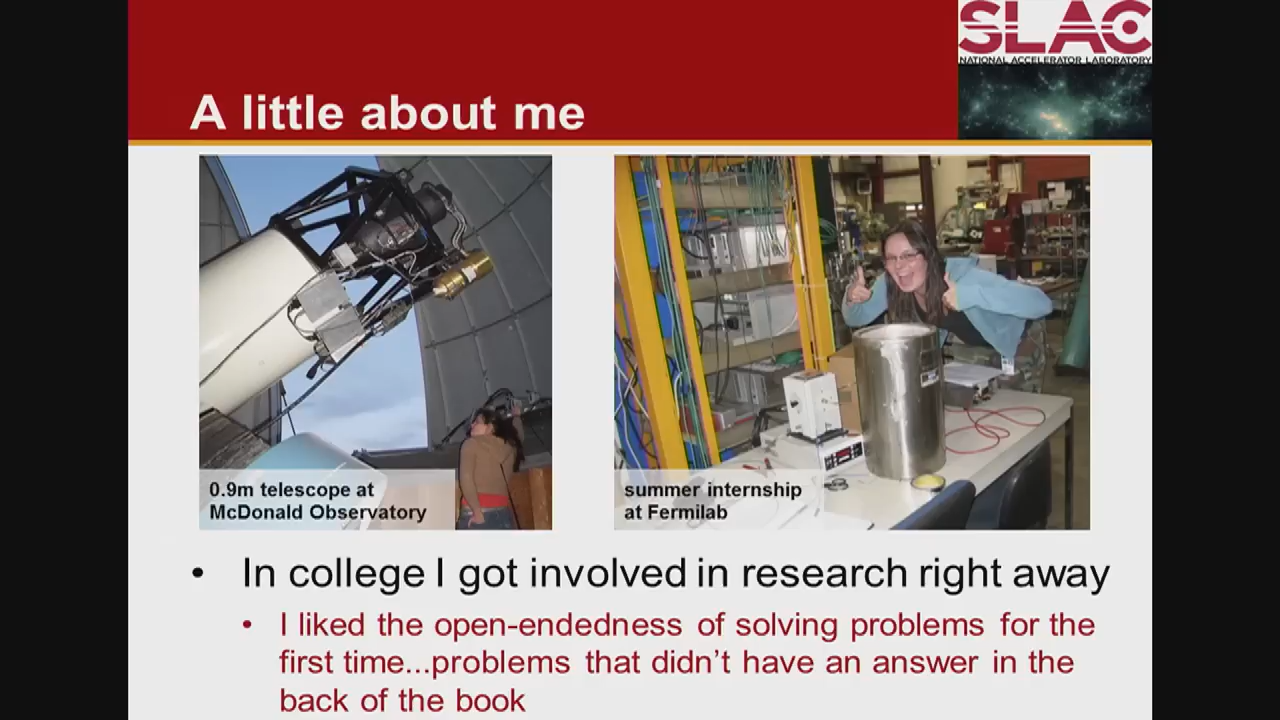 SLAC
NATIONAL ACCELERATOR LABORATORY
A little about me
0.9m telescope at
McDonald Observatory
summer internship
at Fermilab
• In college I got involved in research right away
• I liked the open-endedness of solving problems for the
first time...problems that didn't have an answer in the
back of the book